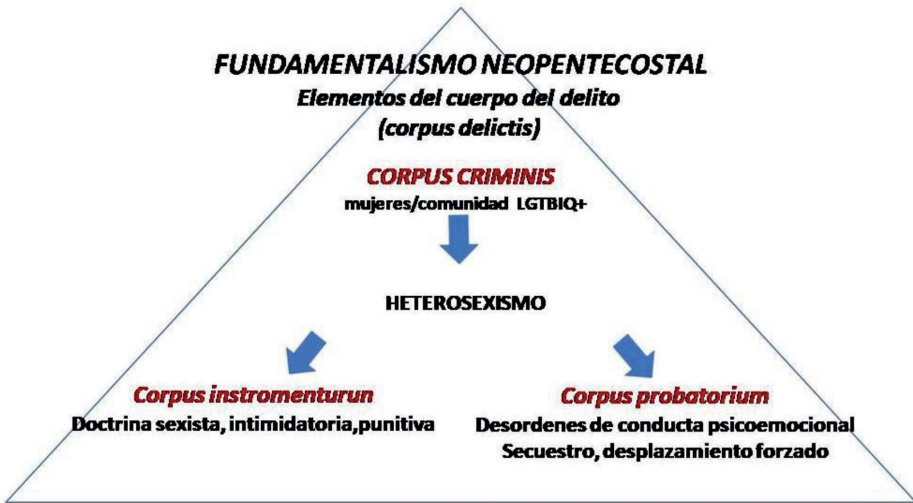 FUNDAMENTALISMO NEOPENTECOSTAL
Elementos del cuerpo del delito
(corpus delictis)
CORPUS CRIMINIS
mujeres/comunidad LGTBIQ+
HETEROSEXISMO
Corpus instromenturun
Doctrina sexista, intimidatoria,punitiva
Corpus probatorium
Desordenes de conducta psicoemocional
Secuestro, desplazamiento forzado